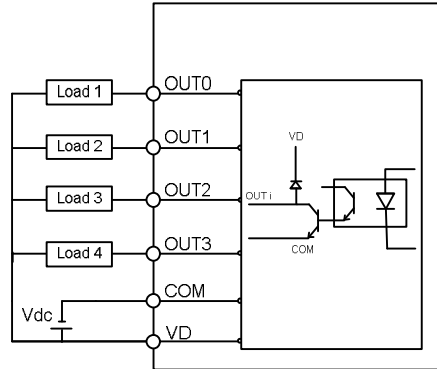 Load 1
OUT0
Load 2
OUT1
VD
Load 3
OUT2
OUT i
Load 4
OUT3
COM
COM
Vdc
VD